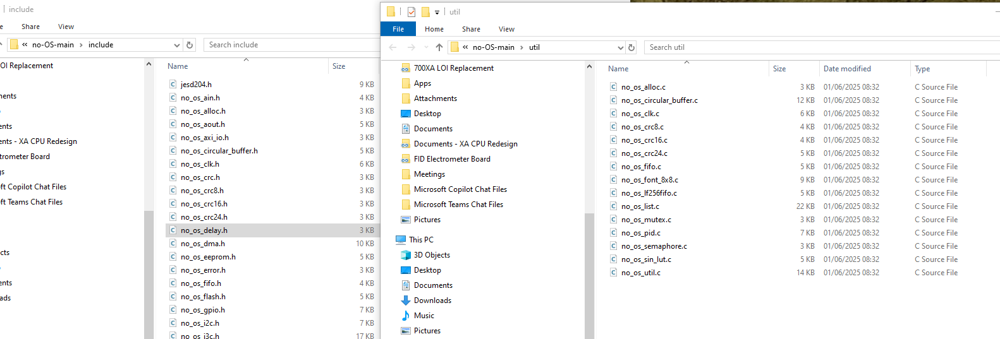 include
Share View
« no-OS-main › include
Search include
OI Replacement
ments
ents
ents - XA CPU Redesign
ctrometer Board
gs
oft Copilot Chat Files
oft Teams Chat Files
cts
ents
ads
Name Size
jesd204.h 9 KB
no_os_ain.h 4 KB
no_os_alloc.h 3 KB
no_os_aout.h 5 KB
no_os_axi_io.h 3 KB
no_os_circular_buffer.h 5 KB
no_os_clk.h 6 KB
no_os_crc.h 3 KB
no_os_crc8.h 3 KB
no_os_crc16.h 3 KB
no_os_crc24.h 3 KB
no_os_delay.h 3 KB
no_os_dma.h 10 KB
no_os_eeprom.h 5 KB
no_os_error.h 3 KB
no_os_fifo.h 4 KB
no_os_flash.h 5 KB
no_os_gpio.h 7 KB
no_os_i2c.h 7 KB
no_os_i3c.h 17 KB
util
File Home Share View
« no-OS-main › util
Search util
700XA LOI Replacement
Apps
Attachments
Desktop
Documents
Documents - XA CPU Redesign
FID Electrometer Board
Meetings
Microsoft Copilot Chat Files
Microsoft Teams Chat Files
Pictures
This PC
3D Objects
Desktop
Documents
Downloads
Music
Pictures
Name Size Date modified Type
no_os_alloc.c 3 KB 01/06/2025 08:32 C Source File
no_os_circular_buffer.c 12 KB 01/06/2025 08:32 C Source File
no_os_clk.c 6 KB 01/06/2025 08:32 C Source File
no_os_crc8.c 4 KB 01/06/2025 08:32 C Source File
no_os_crc16.c 4 KB 01/06/2025 08:32 C Source File
no_os_crc24.c 5 KB 01/06/2025 08:32 C Source File
no_os_fifo.c 5 KB 01/06/2025 08:32 C Source File
no_os_font_8x8.c 9 KB 01/06/2025 08:32 C Source File
no_os_lf256fifo.c 5 KB 01/06/2025 08:32 C Source File
no_os_list.c 22 KB 01/06/2025 08:32 C Source File
no_os_mutex.c 3 KB 01/06/2025 08:32 C Source File
no_os_pid.c 7 KB 01/06/2025 08:32 C Source File
no_os_semaphore.c 3 KB 01/06/2025 08:32 C Source File
no_os_sin_lut.c 5 KB 01/06/2025 08:32 C Source File
no_os_util.c 14 KB 01/06/2025 08:32 C Source File